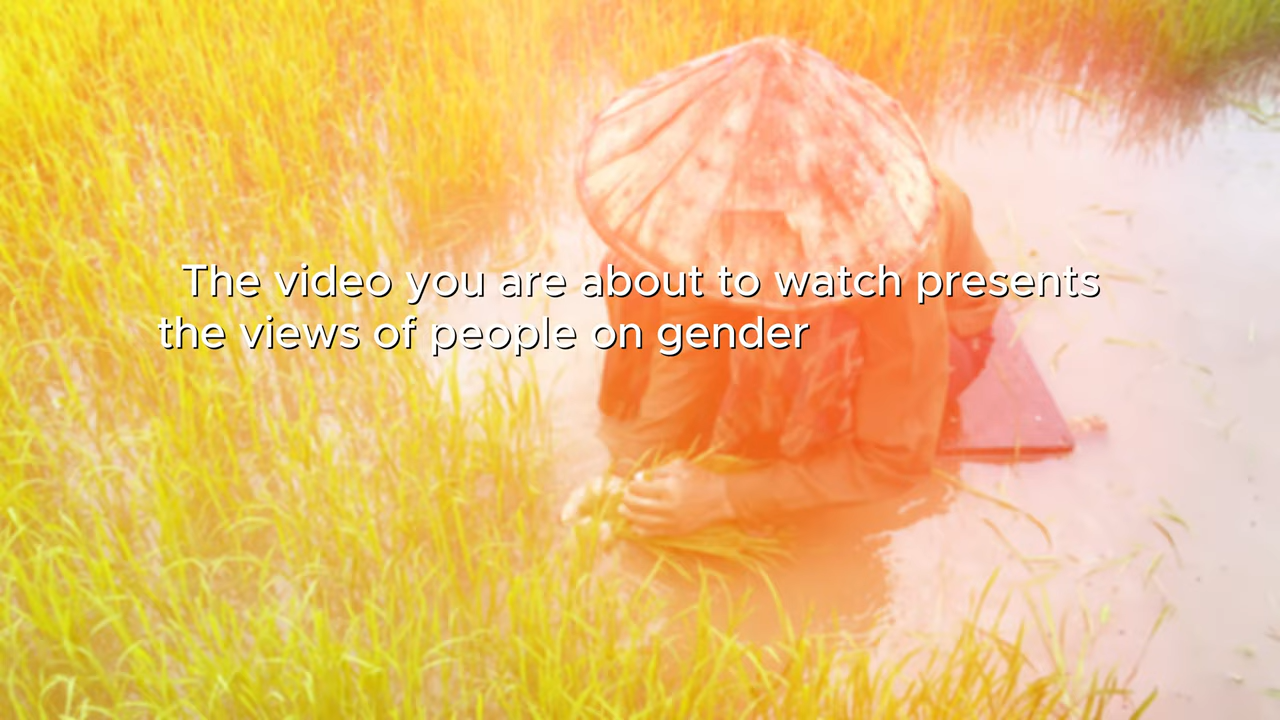 The video you are about to watch presents
the views of people on gender